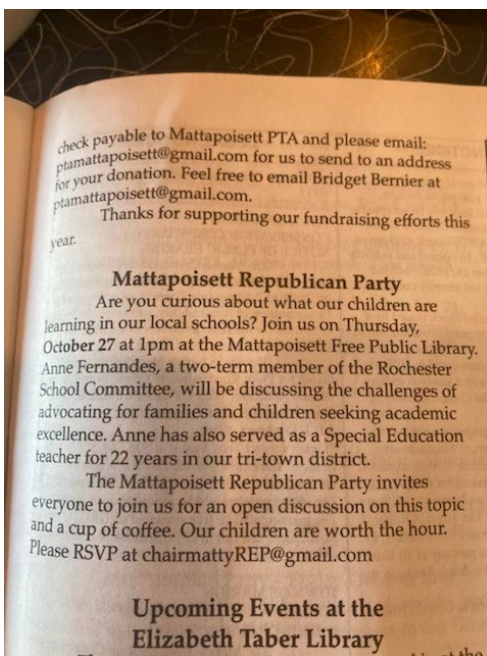 check payable to Mattapoisett PTA and please email:
ptamattapoisett@gmail.com for us to send to an address
for your donation. Feel free to email Bridget Bernier at
ptamattapoisett@gmail.com.
Thanks for supporting our fundraising efforts this
year.
Mattapoisett Republican Party
Are you curious about what our children are
learning in our local schools? Join us on Thursday,
October 27 at 1pm at the Mattapoisett Free Public Library.
Anne Fernandes, a two-term member of the Rochester
School Committee, will be discussing the challenges of
advocating for families and children seeking academic
excellence. Anne has also served as a Special Education
teacher for 22 years in our tri-town district.
The Mattapoisett Republican Party invites
everyone to join us for an open discussion on this topic
and a cup of coffee. Our children are worth the hour.
Please RSVP at chairmattyREP@gmail.com
Upcoming Events at the
Elizabeth Taber Library